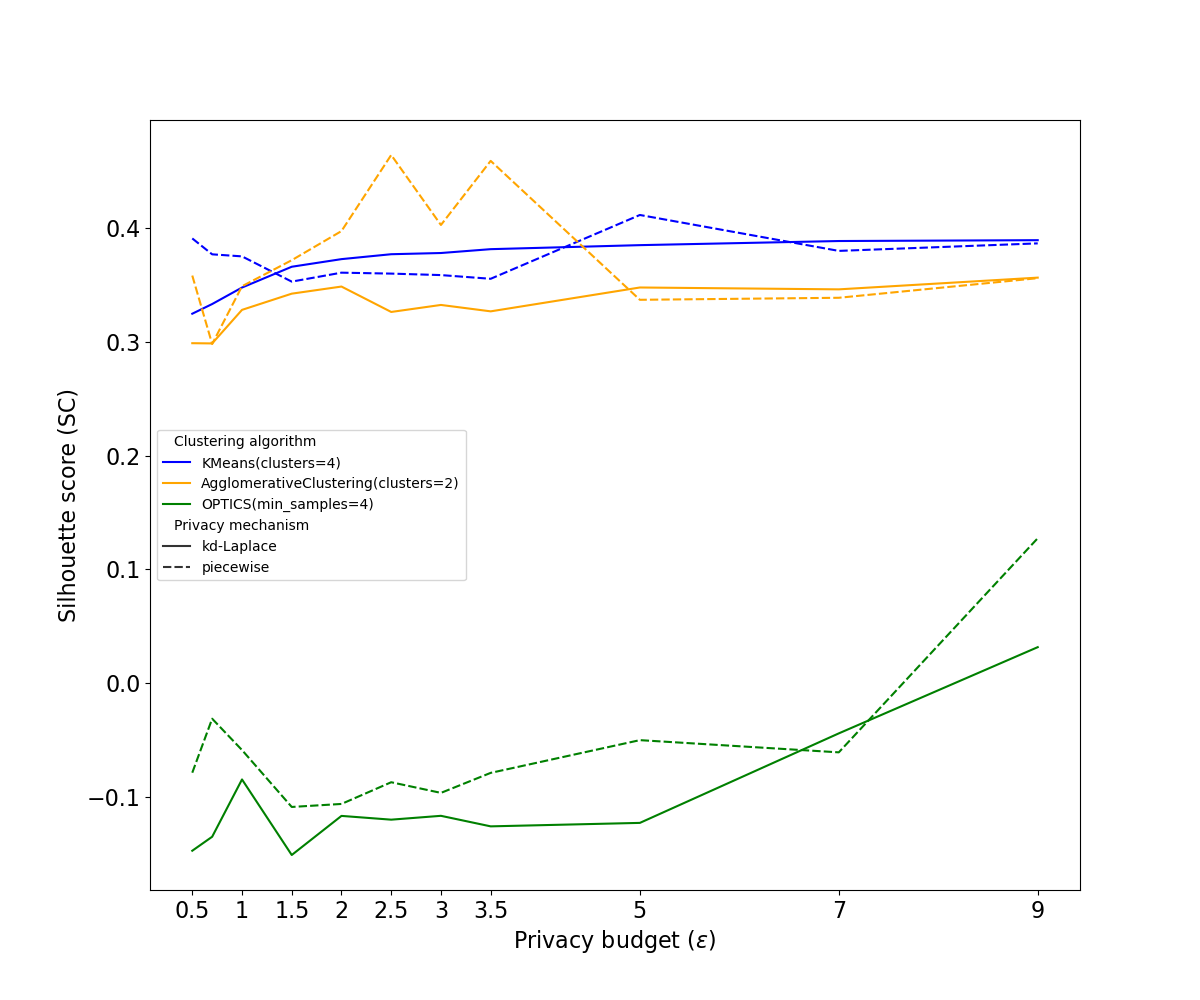 0.4
0.3
0.2
0.1
0.0
−0.1
Silhouette score (SC)
Clustering algorithm
KMeans(clusters=4)
AgglomerativeClustering(clusters=2)
OPTICS(min_samples=4)
Privacy mechanism
kd-Laplace
piecewise
0.5 1 1.5 2 2.5 3 3.5 5 7 9
Privacy budget (ε)